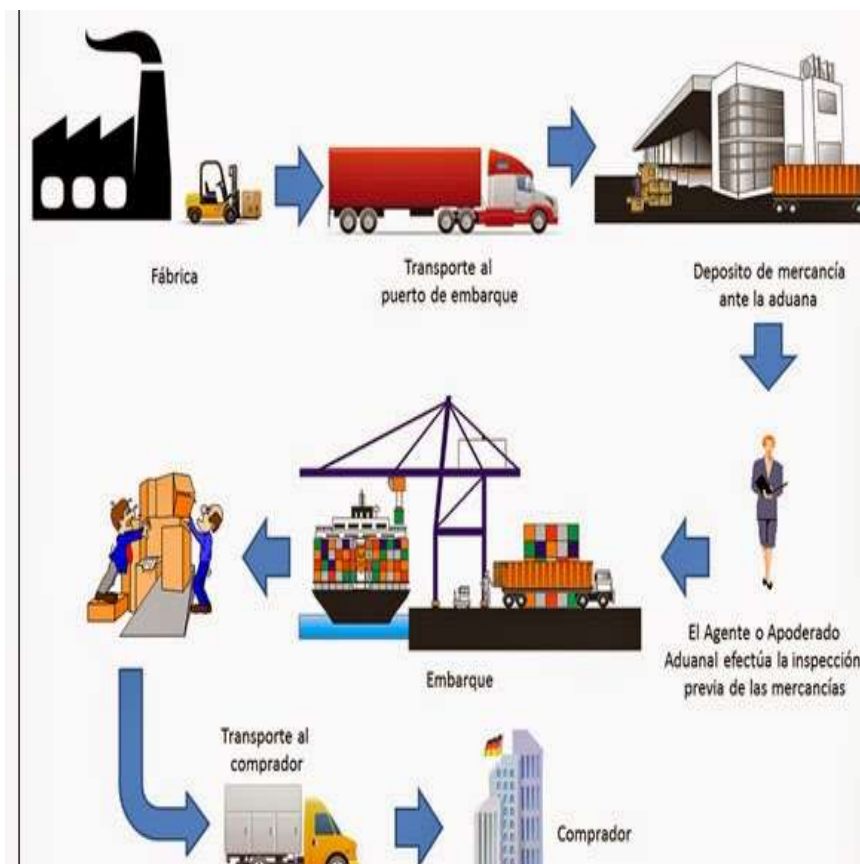 Fábrica
Transporte al
puerto de embarque
Deposito de mercancía
ante la aduana
El Agente o Apoderado
Aduanal efectúa la inspección
previa de las mercancías
Embarque
Transporte al
comprador
Comprador